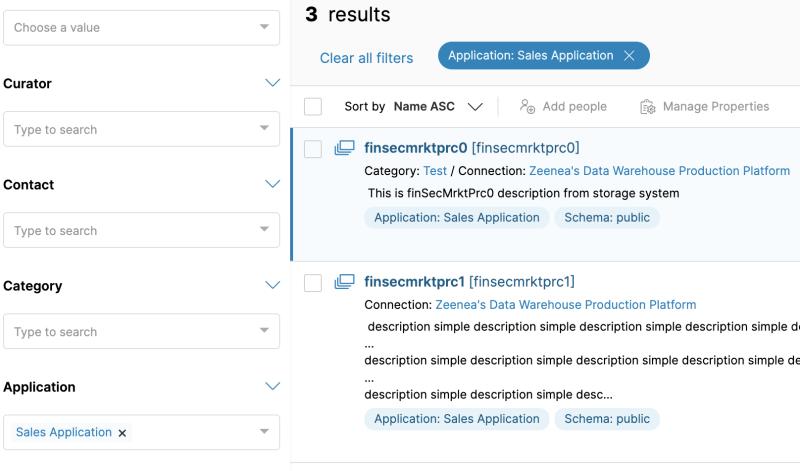 Choose a value
Curator
Type to search
Contact
Type to search
Category
Type to search
Application
Sales Application ×
3 results
Clear all filters
Application: Sales Application ×
Sort by Name ASC
Add people
Manage Properties
finsecmrktprc0 [finsecmrktprc0]
Category: Test / Connection: Zeenea's Data Warehouse Production Platform
This is finSecMrktPrc0 description from storage system
Application: Sales Application
Schema: public
finsecmrktprc1 [finsecmrktprc1]
Connection: Zeenea's Data Warehouse Production Platform
description simple description simple description simple description simple d
...
description simple description simple description simple description simple de
...
description simple description simple desc...
Application: Sales Application
Schema: public